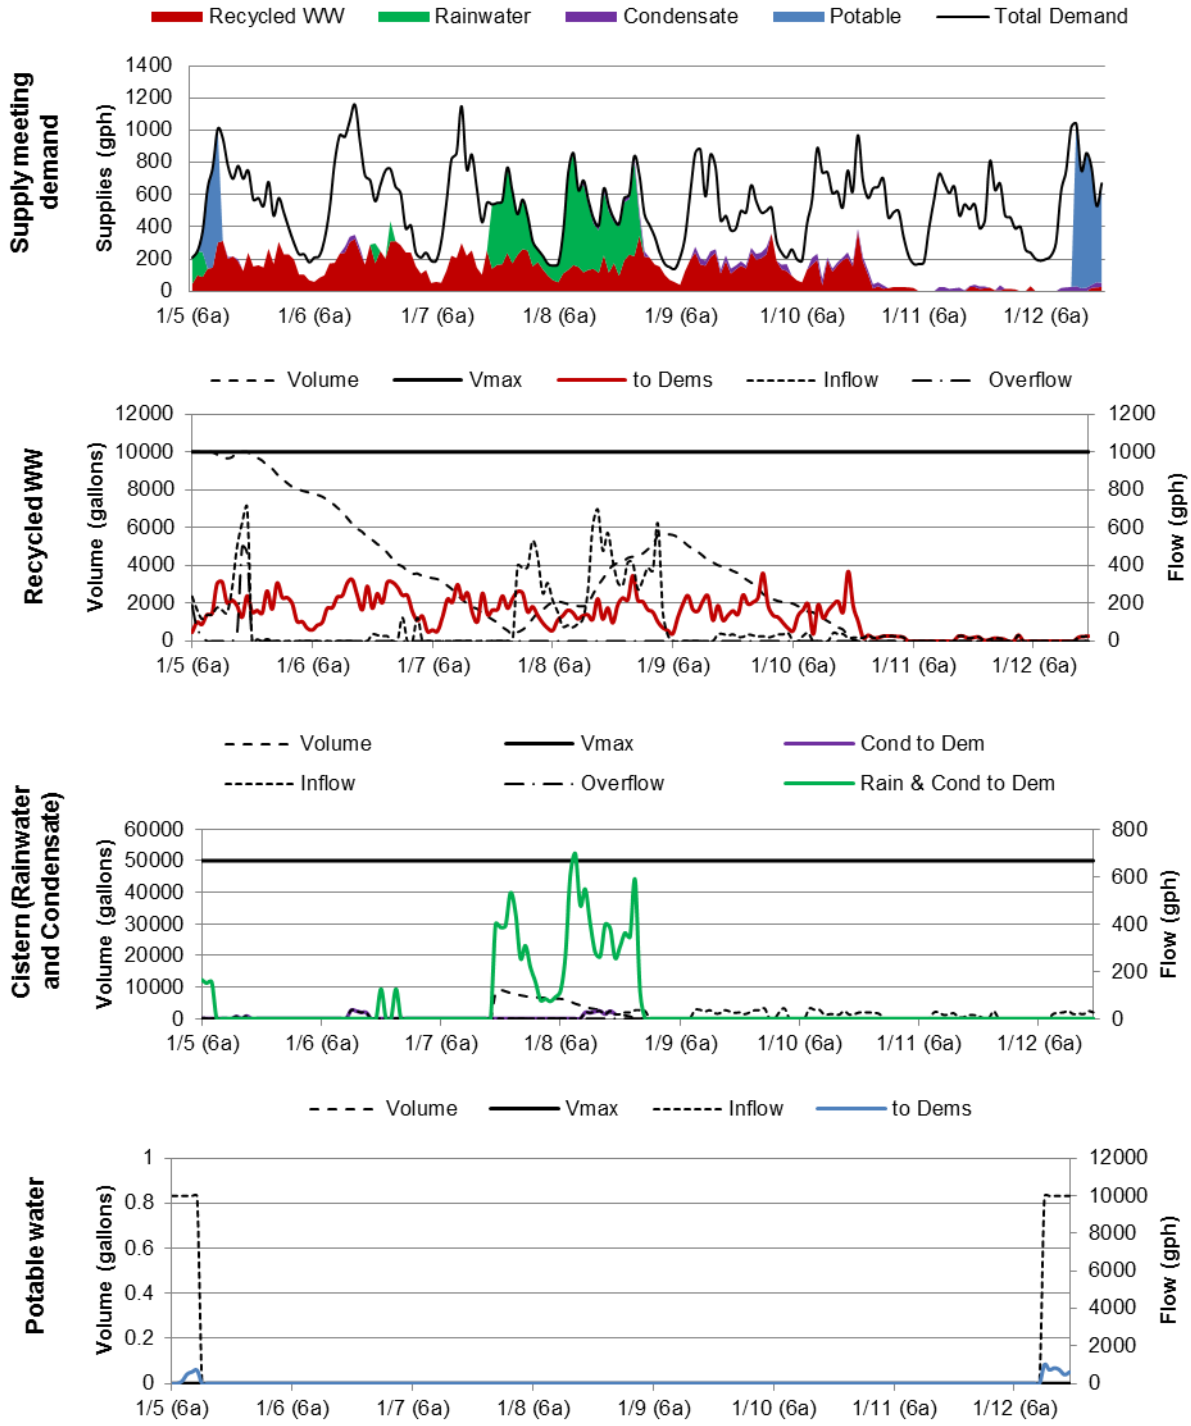 Recycled WW Rainwater Condensate Potable Total Demand
Supply meeting
demand
Supplies (gph)
1400
1200
1000
800
600
400
200
0
1/5 (6a) 1/6 (6a) 1/7 (6a) 1/8 (6a) 1/9 (6a) 1/10 (6a) 1/11 (6a) 1/12 (6a)
Volume Vmax to Dems Inflow Overflow
Recycled WW
Volume (gallons)
12000
10000
8000
6000
4000
2000
0
1200
1000
800
600
400
200
0
Flow (gph)
1/5 (6a) 1/6 (6a) 1/7 (6a) 1/8 (6a) 1/9 (6a) 1/10 (6a) 1/11 (6a) 1/12 (6a)
Volume Vmax Cond to Dem
Inflow Overflow Rain & Cond to Dem
Cistern (Rainwater
and Condensate)
Volume (gallons)
60000
50000
40000
30000
20000
10000
0
800
600
400
200
0
Flow (gph)
1/5 (6a) 1/6 (6a) 1/7 (6a) 1/8 (6a) 1/9 (6a) 1/10 (6a) 1/11 (6a) 1/12 (6a)
Volume Vmax Inflow to Dems
Potable water
Volume (gallons)
1
0.8
0.6
0.4
0.2
0
12000
10000
8000
6000
4000
2000
0
Flow (gph)
1/5 (6a) 1/6 (6a) 1/7 (6a) 1/8 (6a) 1/9 (6a) 1/10 (6a) 1/11 (6a) 1/12 (6a)